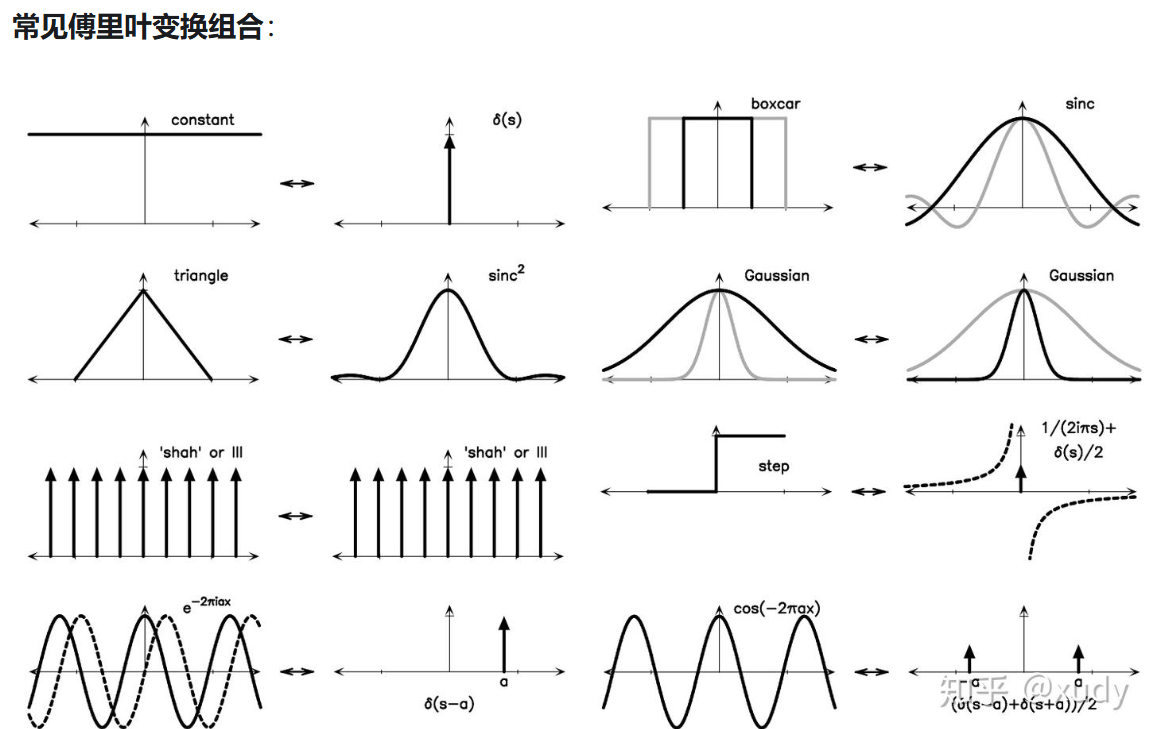 常见傅里叶变换组合：
constant
δ(s)
boxcar
sinc
triangle
sinc²
Gaussian
Gaussian
'shah' or III
'shah' or III
step
1/(2iπs)+
δ(s)/2
e^-2πiax
a
δ(s-a)
cos(-2πax)
-a
a
(δ(s-a)+δ(s+a))/2
知乎 @xudy